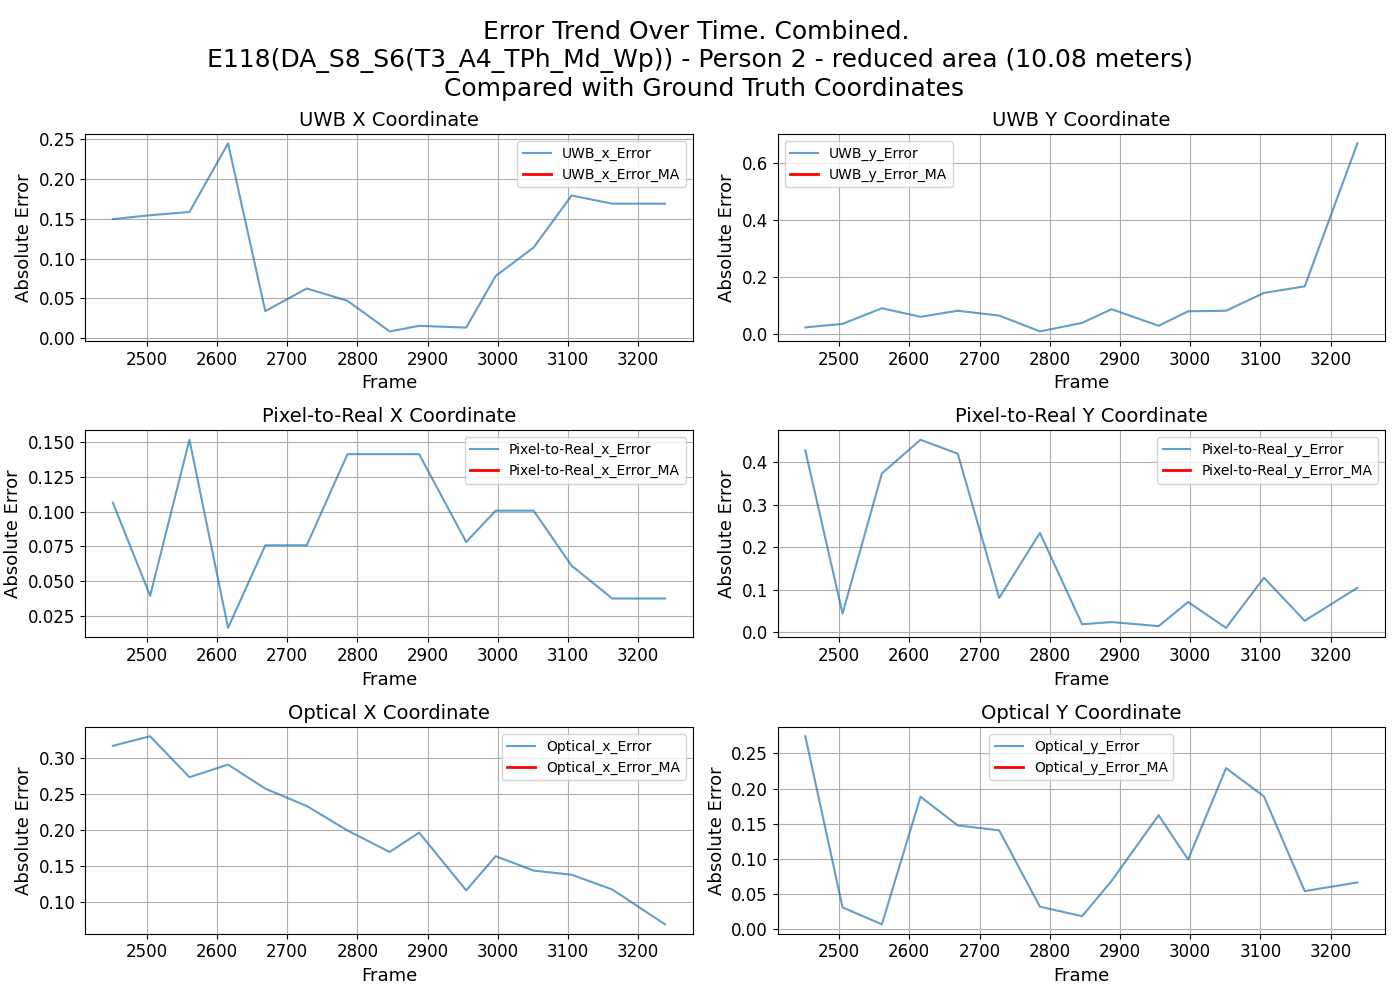 Error Trend Over Time. Combined.
E118(DA_S8_S6(T3_A4_TPh_Md_Wp)) - Person 2 - reduced area (10.08 meters)
Compared with Ground Truth Coordinates
UWB X Coordinate
Absolute Error
0.25
0.20
0.15
0.10
0.05
0.00
UWB_x_Error
UWB_x_Error_MA
2500 2600 2700 2800 2900 3000 3100 3200
Frame
UWB Y Coordinate
Absolute Error
0.6
0.4
0.2
0.0
UWB_y_Error
UWB_y_Error_MA
2500 2600 2700 2800 2900 3000 3100 3200
Frame
Pixel-to-Real X Coordinate
Absolute Error
0.150
0.125
0.100
0.075
0.050
0.025
Pixel-to-Real_x_Error
Pixel-to-Real_x_Error_MA
2500 2600 2700 2800 2900 3000 3100 3200
Frame
Pixel-to-Real Y Coordinate
Absolute Error
0.4
0.3
0.2
0.1
0.0
Pixel-to-Real_y_Error
Pixel-to-Real_y_Error_MA
2500 2600 2700 2800 2900 3000 3100 3200
Frame
Optical X Coordinate
Absolute Error
0.30
0.25
0.20
0.15
0.10
Optical_x_Error
Optical_x_Error_MA
2500 2600 2700 2800 2900 3000 3100 3200
Frame
Optical Y Coordinate
Absolute Error
0.25
0.20
0.15
0.10
0.05
0.00
Optical_y_Error
Optical_y_Error_MA
2500 2600 2700 2800 2900 3000 3100 3200
Frame